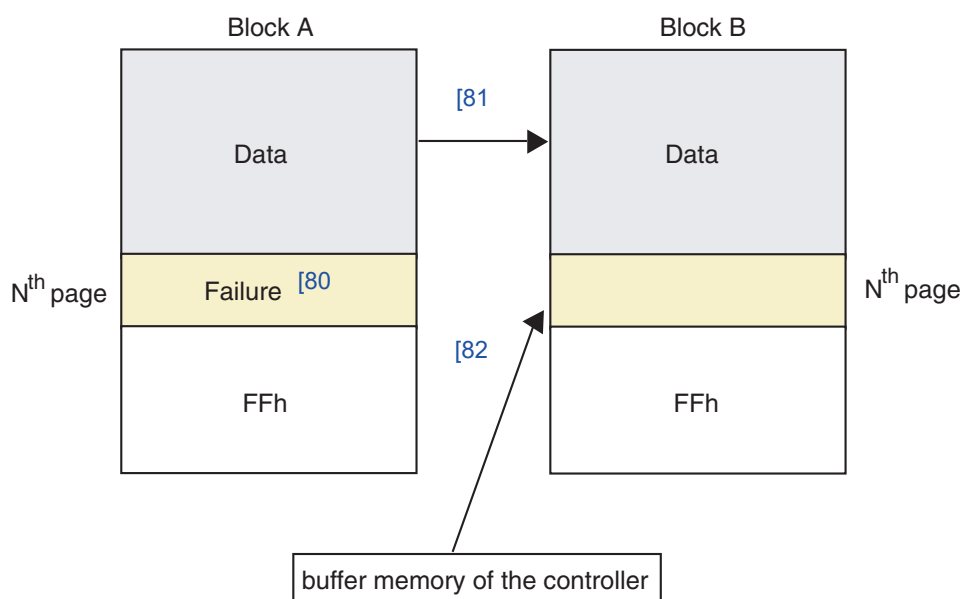 Block A
Block B
[81
Data
Data
Nth page
Failure [80
Nth page
[82
FFh
FFh
buffer memory of the controller